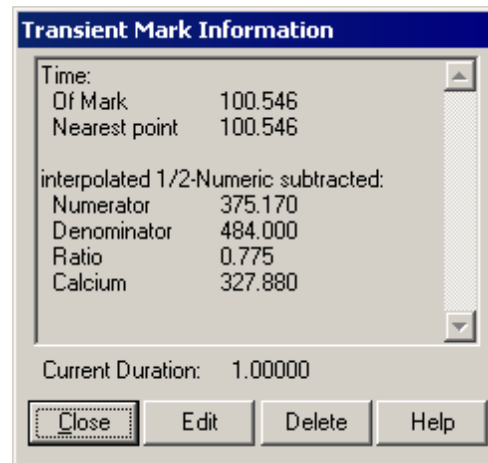 Transient Mark Information
Time:
Of Mark 100.546
Nearest point 100.546
interpolated 1/2-Numeric subtracted:
Numerator 375.170
Denominator 484.000
Ratio 0.775
Calcium 327.880
Current Duration: 1.00000
Close Edit Delete Help